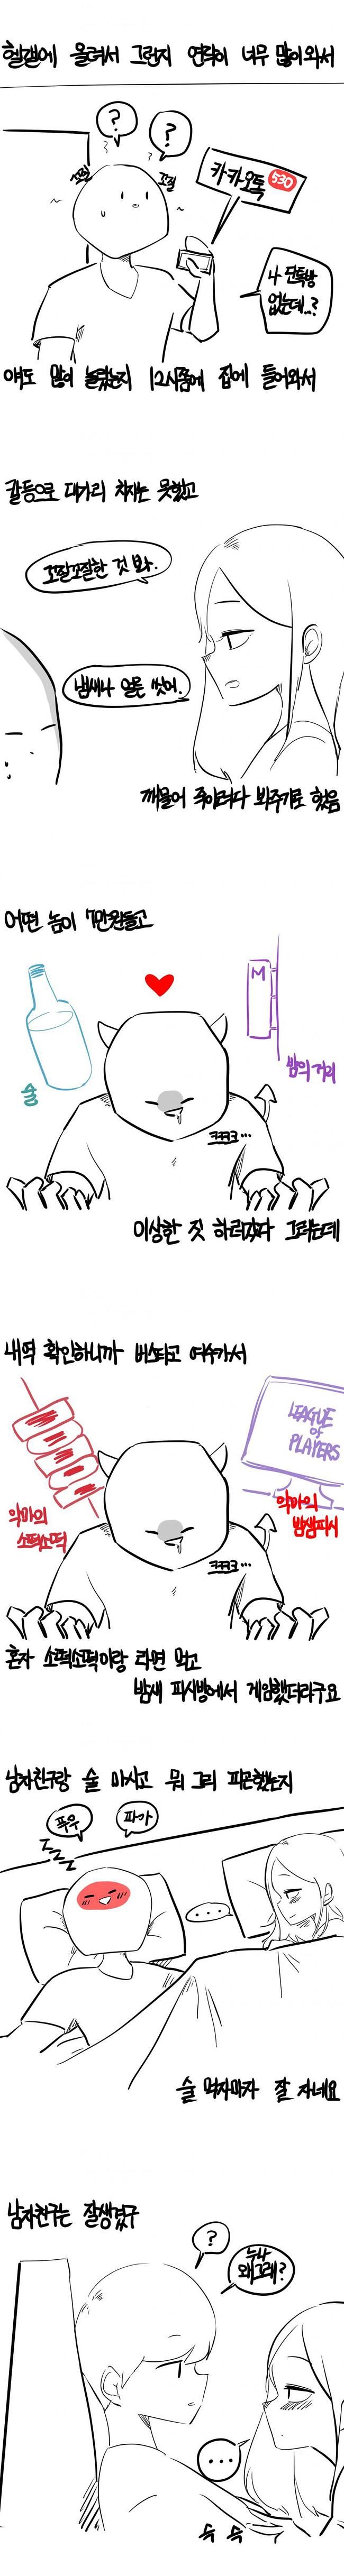 헬갤에 올려서 그런지 연락이 너무 많이와서
?
?
꼬질
꼬질
카카오톡 530
나 단톡방
없는데..?
얘도 많이 놀랐는지 12시쯤에 집에 들어와서
칼등으로 대가리 치지는 못했고
꼬질꼬질한 것 봐.
냄새나 얼른 씻어.
깨물어 죽이려다 봐주기로 했음
어떤 놈이 7만원들고
술
M
밤의 거리
ㅋㅋㅋ...
이상한 짓 하러갔다 그러는데
내역 확인하니까 버스타고 여수가서
악마의
소떡소떡
LEAGUE
of
PLAYERS
악마의
밤샘피시
ㅋㅋㅋ...
혼자 소떡소떡이랑 라면 먹고
밤새 피시방에서 게임했더라구요
남자친구랑 술 마시고 뭐 그리 피곤했는지
푸우
파아
zzz
...
술 먹자마자 잘 자네요
남자친구는 잘생겼구
?
누나
왜그래?
...
슥 슥